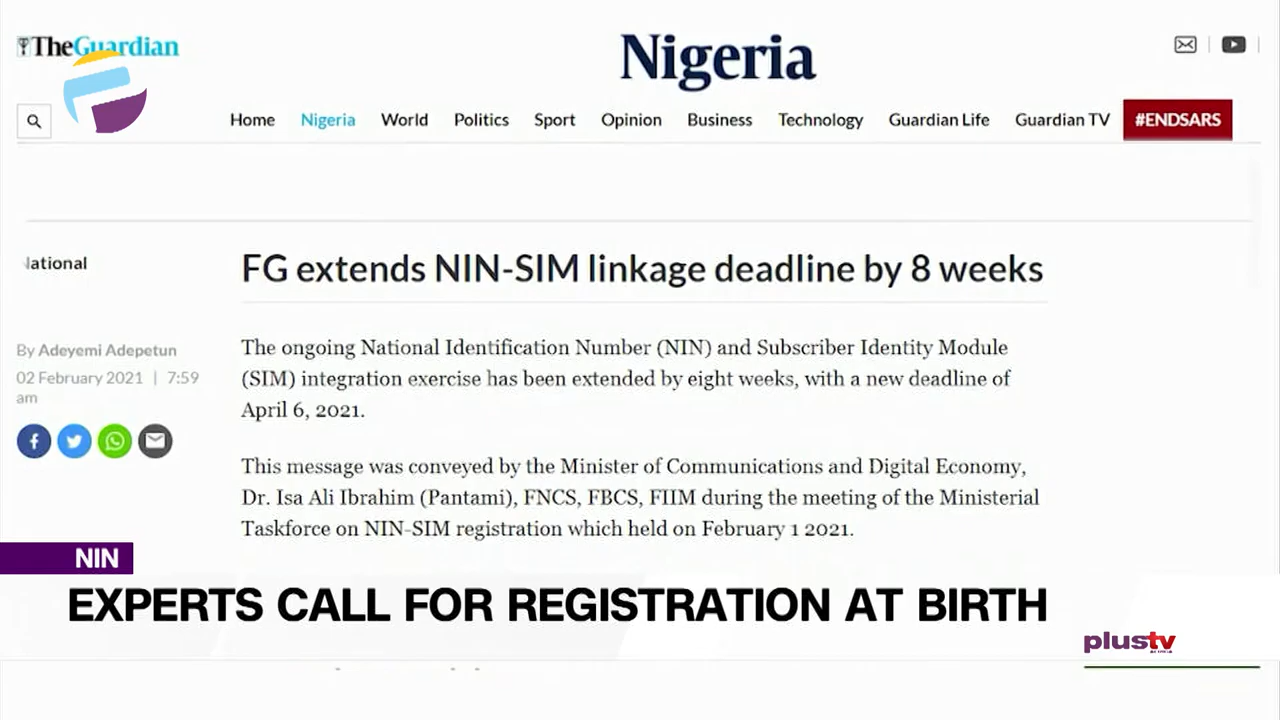 TheGuardian
Nigeria
Home Nigeria World Politics Sport Opinion Business Technology Guardian Life Guardian TV #ENDSARS
ational
FG extends NIN-SIM linkage deadline by 8 weeks
By Adeyemi Adepetun
02 February 2021 | 7:59
am
The ongoing National Identification Number (NIN) and Subscriber Identity Module
(SIM) integration exercise has been extended by eight weeks, with a new deadline of
April 6, 2021.
This message was conveyed by the Minister of Communications and Digital Economy,
Dr. Isa Ali Ibrahim (Pantami), FNCS, FBCS, FIIM during the meeting of the Ministerial
Taskforce on NIN-SIM registration which held on February 1 2021.
NIN
EXPERTS CALL FOR REGISTRATION AT BIRTH
plustv